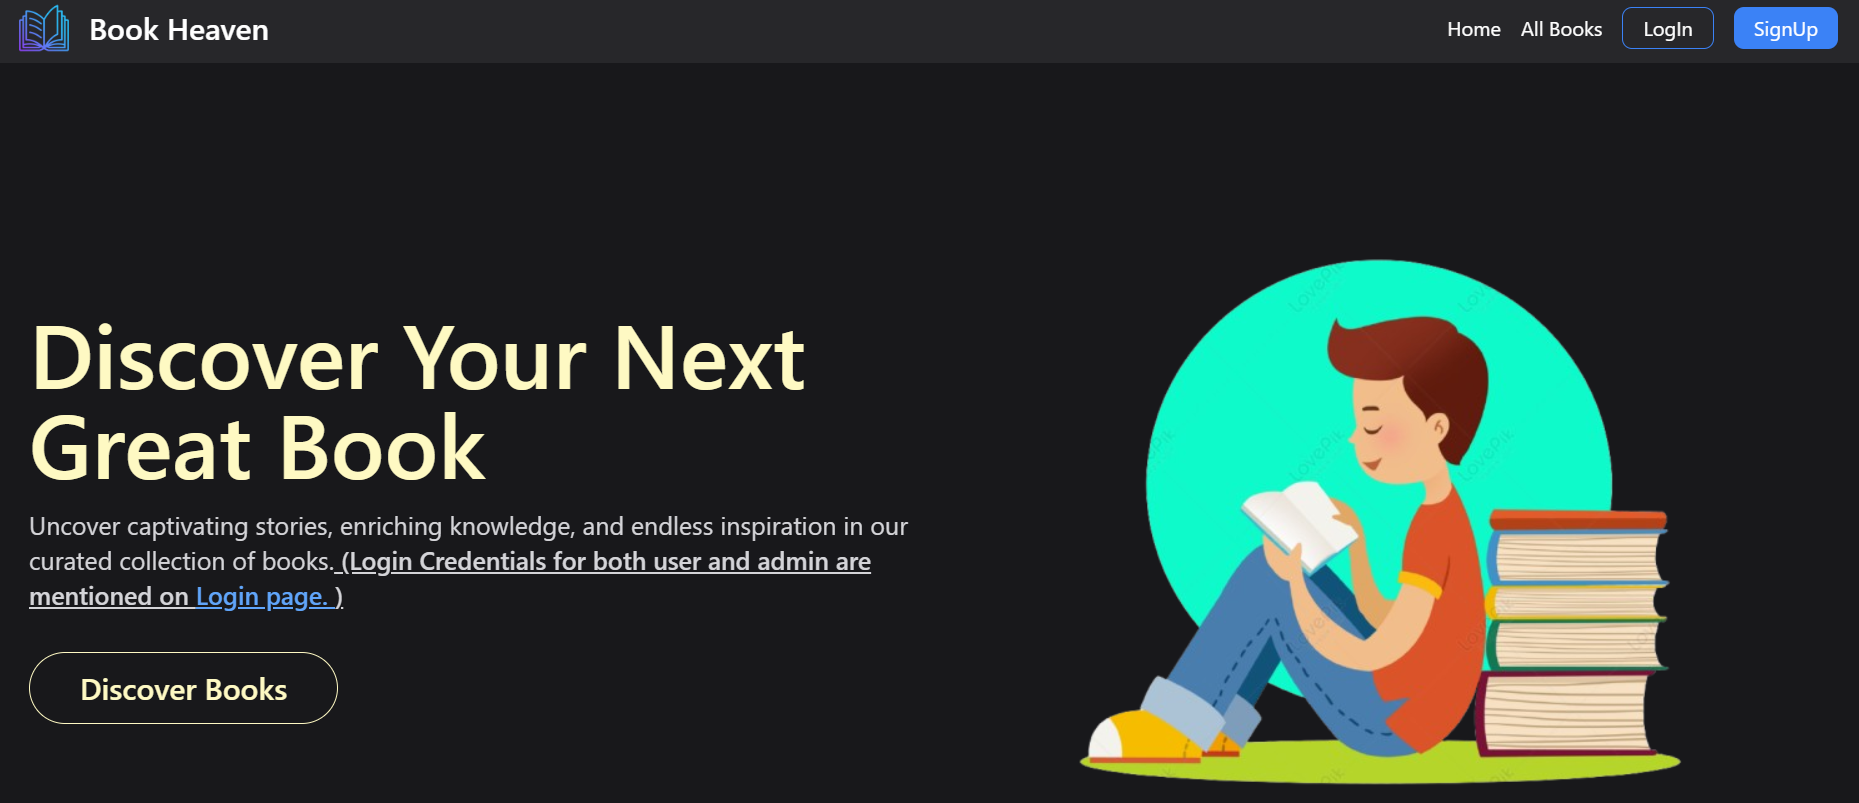 Book Heaven
Home
All Books
LogIn
SignUp
Discover Your Next
Great Book
Uncover captivating stories, enriching knowledge, and endless inspiration in our
curated collection of books. (Login Credentials for both user and admin are
mentioned on Login page. )
Discover Books
LovePik
LovePik
LovePik
LovePik